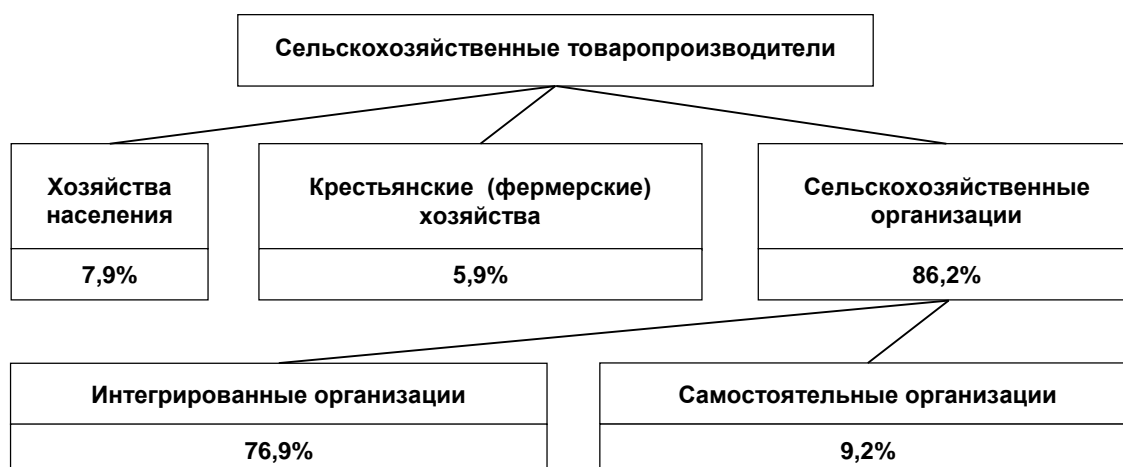 Сельскохозяйственные товаропроизводители
Хозяйства
населения
7,9%
Крестьянские (фермерские)
хозяйства
5,9%
Сельскохозяйственные
организации
86,2%
Интегрированные организации
76,9%
Самостоятельные организации
9,2%